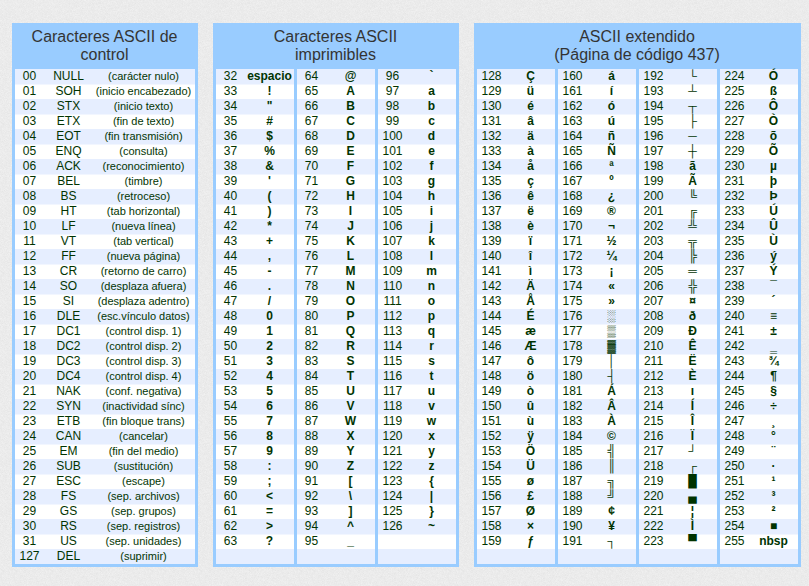 Caracteres ASCII de
control
00 NULL (carácter nulo)
01 SOH (inicio encabezado)
02 STX (inicio texto)
03 ETX (fin de texto)
04 EOT (fin transmisión)
05 ENQ (consulta)
06 ACK (reconocimiento)
07 BEL (timbre)
08 BS (retroceso)
09 HT (tab horizontal)
10 LF (nueva línea)
11 VT (tab vertical)
12 FF (nueva página)
13 CR (retorno de carro)
14 SO (desplaza afuera)
15 SI (desplaza adentro)
16 DLE (esc.vínculo datos)
17 DC1 (control disp. 1)
18 DC2 (control disp. 2)
19 DC3 (control disp. 3)
20 DC4 (control disp. 4)
21 NAK (conf. negativa)
22 SYN (inactividad sínc)
23 ETB (fin bloque trans)
24 CAN (cancelar)
25 EM (fin del medio)
26 SUB (sustitución)
27 ESC (escape)
28 FS (sep. archivos)
29 GS (sep. grupos)
30 RS (sep. registros)
31 US (sep. unidades)
127 DEL (suprimir)
Caracteres ASCII
imprimibles
32 espacio 64 @ 96 `
33 ! 65 A 97 a
34 " 66 B 98 b
35 # 67 C 99 c
36 $ 68 D 100 d
37 % 69 E 101 e
38 & 70 F 102 f
39 ' 71 G 103 g
40 ( 72 H 104 h
41 ) 73 I 105 i
42 * 74 J 106 j
43 + 75 K 107 k
44 , 76 L 108 l
45 - 77 M 109 m
46 . 78 N 110 n
47 / 79 O 111 o
48 0 80 P 112 p
49 1 81 Q 113 q
50 2 82 R 114 r
51 3 83 S 115 s
52 4 84 T 116 t
53 5 85 U 117 u
54 6 86 V 118 v
55 7 87 W 119 w
56 8 88 X 120 x
57 9 89 Y 121 y
58 : 90 Z 122 z
59 ; 91 [ 123 {
60 < 92 \ 124 |
61 = 93 ] 125 }
62 > 94 ^ 126 ~
63 ? 95 _
ASCII extendido
(Página de código 437)
128 Ç 160 á 192 └ 224 Ó
129 ü 161 í 193 ┴ 225 ß
130 é 162 ó 194 ┬ 226 Ô
131 â 163 ú 195 ├ 227 Ò
132 ä 164 ñ 196 ─ 228 õ
133 à 165 Ñ 197 ┼ 229 Õ
134 å 166 ª 198 ã 230 µ
135 ç 167 º 199 Ã 231 þ
136 ê 168 ¿ 200 ╚ 232 Þ
137 ë 169 ® 201 ╔ 233 Ú
138 è 170 ¬ 202 ╩ 234 Û
139 ï 171 ½ 203 ╦ 235 Ù
140 î 172 ¼ 204 ╠ 236 ý
141 ì 173 ¡ 205 ═ 237 Ý
142 Ä 174 « 206 ╬ 238 ¯
143 Å 175 » 207 ¤ 239 ´
144 É 176 ░ 208 ð 240 ≡
145 æ 177 ▒ 209 Ð 241 ±
146 Æ 178 ▓ 210 Ê 242 ‗
147 ô 179 │ 211 Ë 243 ¾
148 ö 180 ┤ 212 È 244 ¶
149 ò 181 Á 213 ı 245 §
150 û 182 Â 214 Í 246 ÷
151 ù 183 À 215 Î 247 ¸
152 ÿ 184 © 216 Ï 248 °
153 Ö 185 ╣ 217 ┘ 249 ¨
154 Ü 186 ║ 218 ┌ 250 ·
155 ø 187 ╗ 219 █ 251 ¹
156 £ 188 ╝ 220 ▄ 252 ³
157 Ø 189 ¢ 221 ¦ 253 ²
158 × 190 ¥ 222 Ì 254 ■
159 ƒ 191 ┐ 223 ▀ 255 nbsp